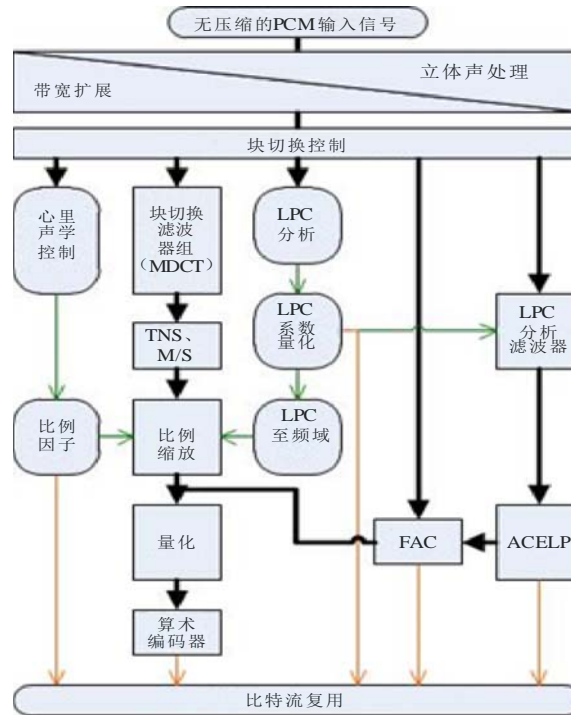 无压缩的PCM输入信号
立体声处理
带宽扩展
块切换控制
心里
声学
控制
块切换
滤波
器组
（MDCT）
LPC
分析
TNS、
M/S
LPC
系数
量化
LPC
分析
滤波器
比例
因子
比例
缩放
LPC
至频域
量化
FAC
ACELP
算术
编码器
比特流复用